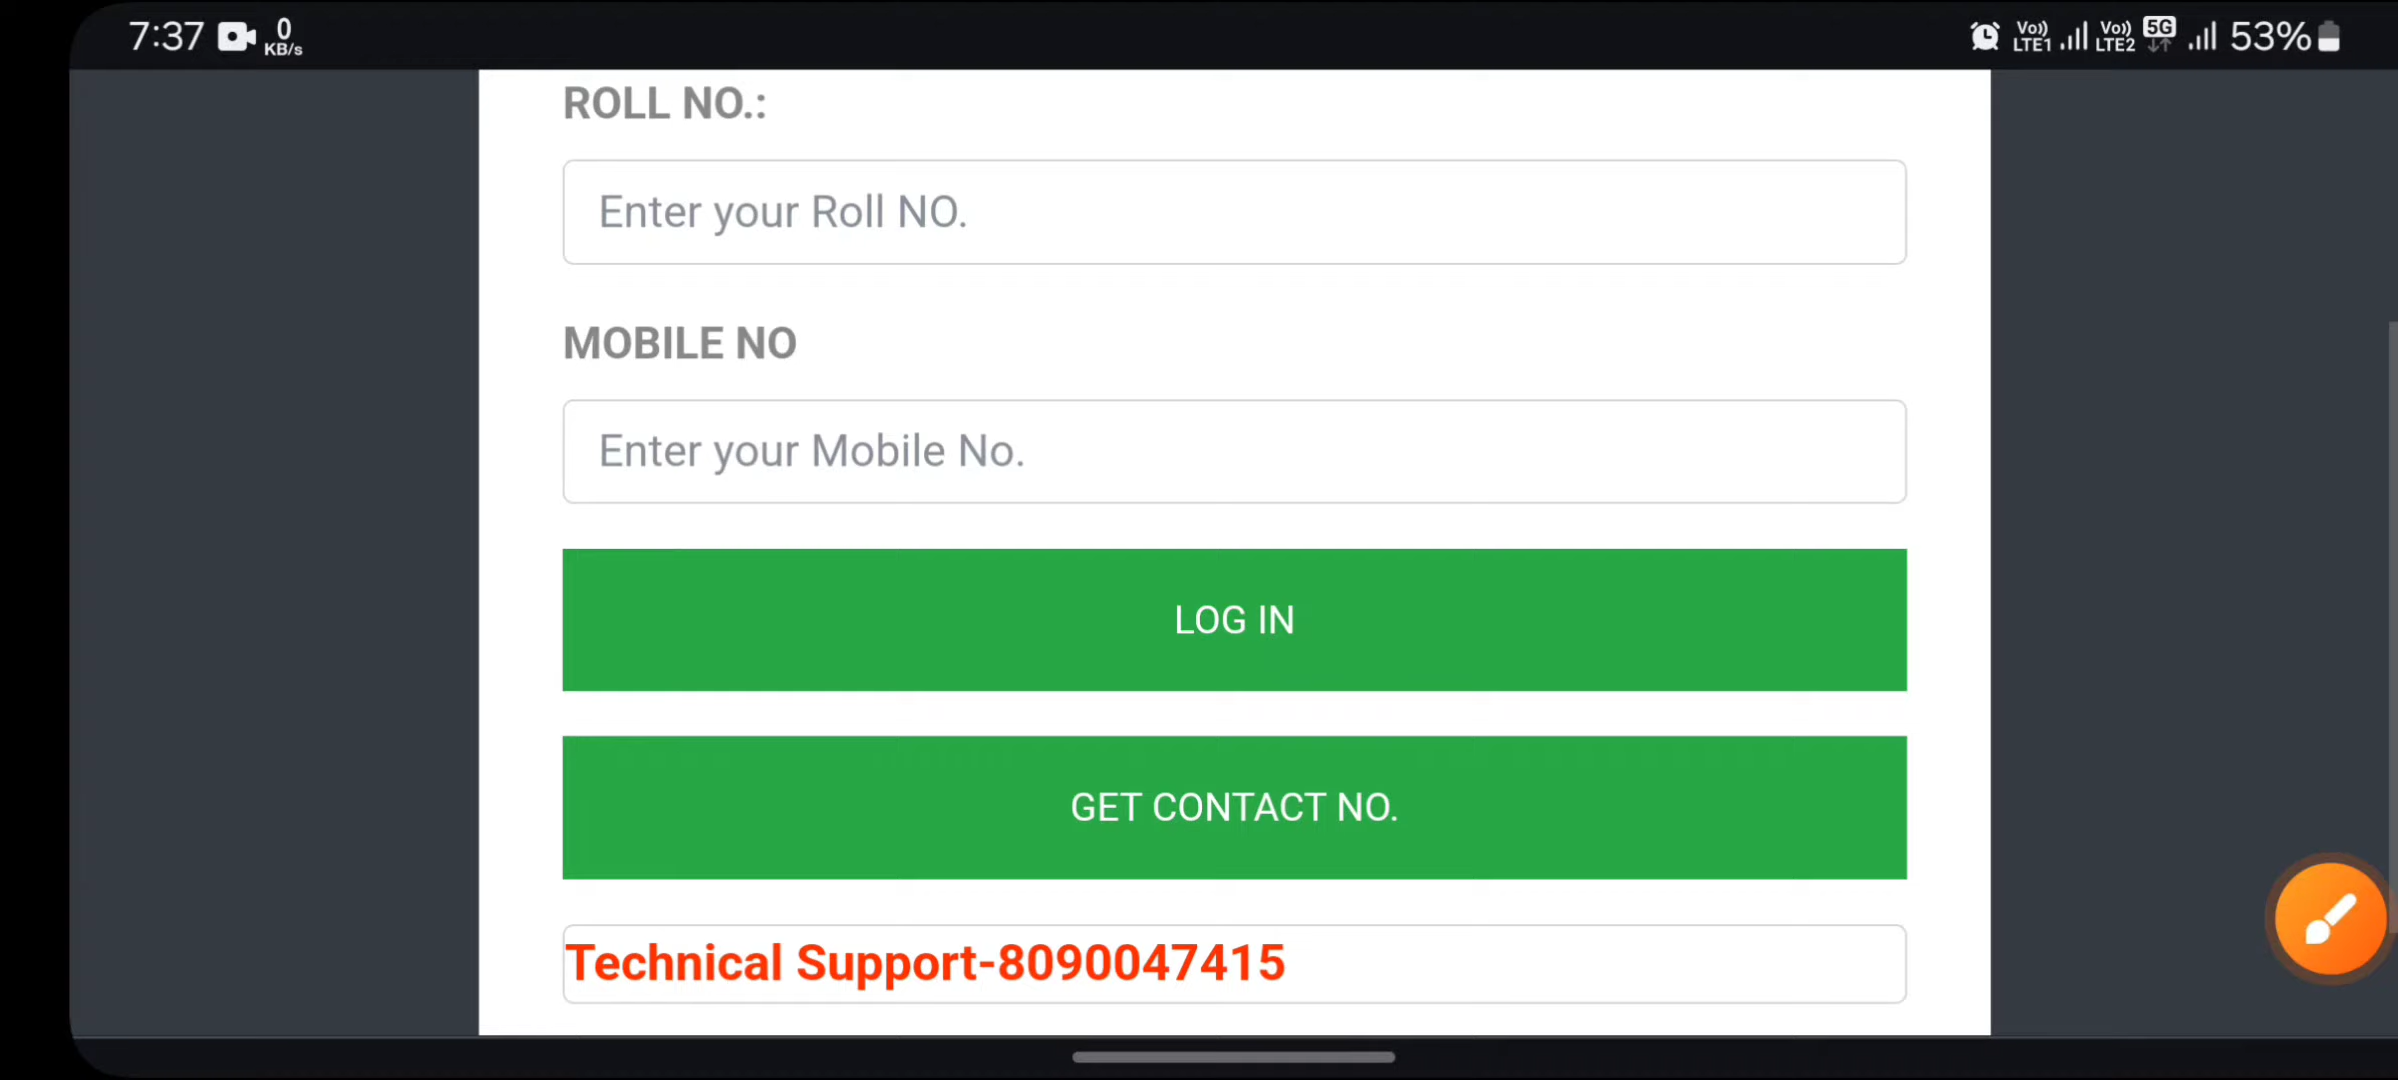 7:37 0 KB/s Vo)) LTE1 Vo)) LTE2 5G 53%
ROLL NO.:
Enter your Roll NO.
MOBILE NO
Enter your Mobile No.
LOG IN
GET CONTACT NO.
Technical Support-8090047415